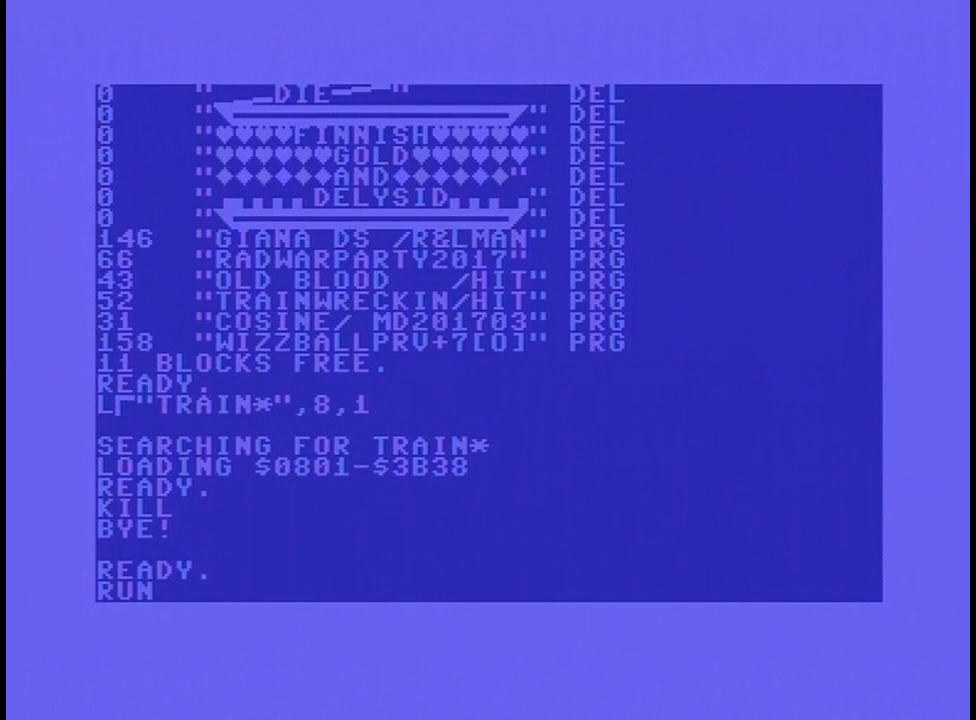 0 " DIE " DEL
0 " " DEL
0 "♥♥♥♥FINNISH♥♥♥♥♥" DEL
0 "♥♥♥♥♥♥GOLD♥♥♥♥♥♥" DEL
0 "♦♦♦♦♦♦AND♦♦♦♦♦♦" DEL
0 "▄▄▄▄▄DELYSID▄▄▄▄" DEL
0 " " DEL
146 "GIANA DS /R&LMAN" PRG
66 "RADWARPARTY2017" PRG
43 "OLD BLOOD /HIT" PRG
52 "TRAINWRECKIN/HIT" PRG
31 "COSINE/ MD201703" PRG
158 "WIZZBALLPRV+7[O]" PRG
11 BLOCKS FREE.
READY.
L┌"TRAIN*",8,1
SEARCHING FOR TRAIN*
LOADING $0801-$3B38
READY.
KILL
BYE!
READY.
RUN